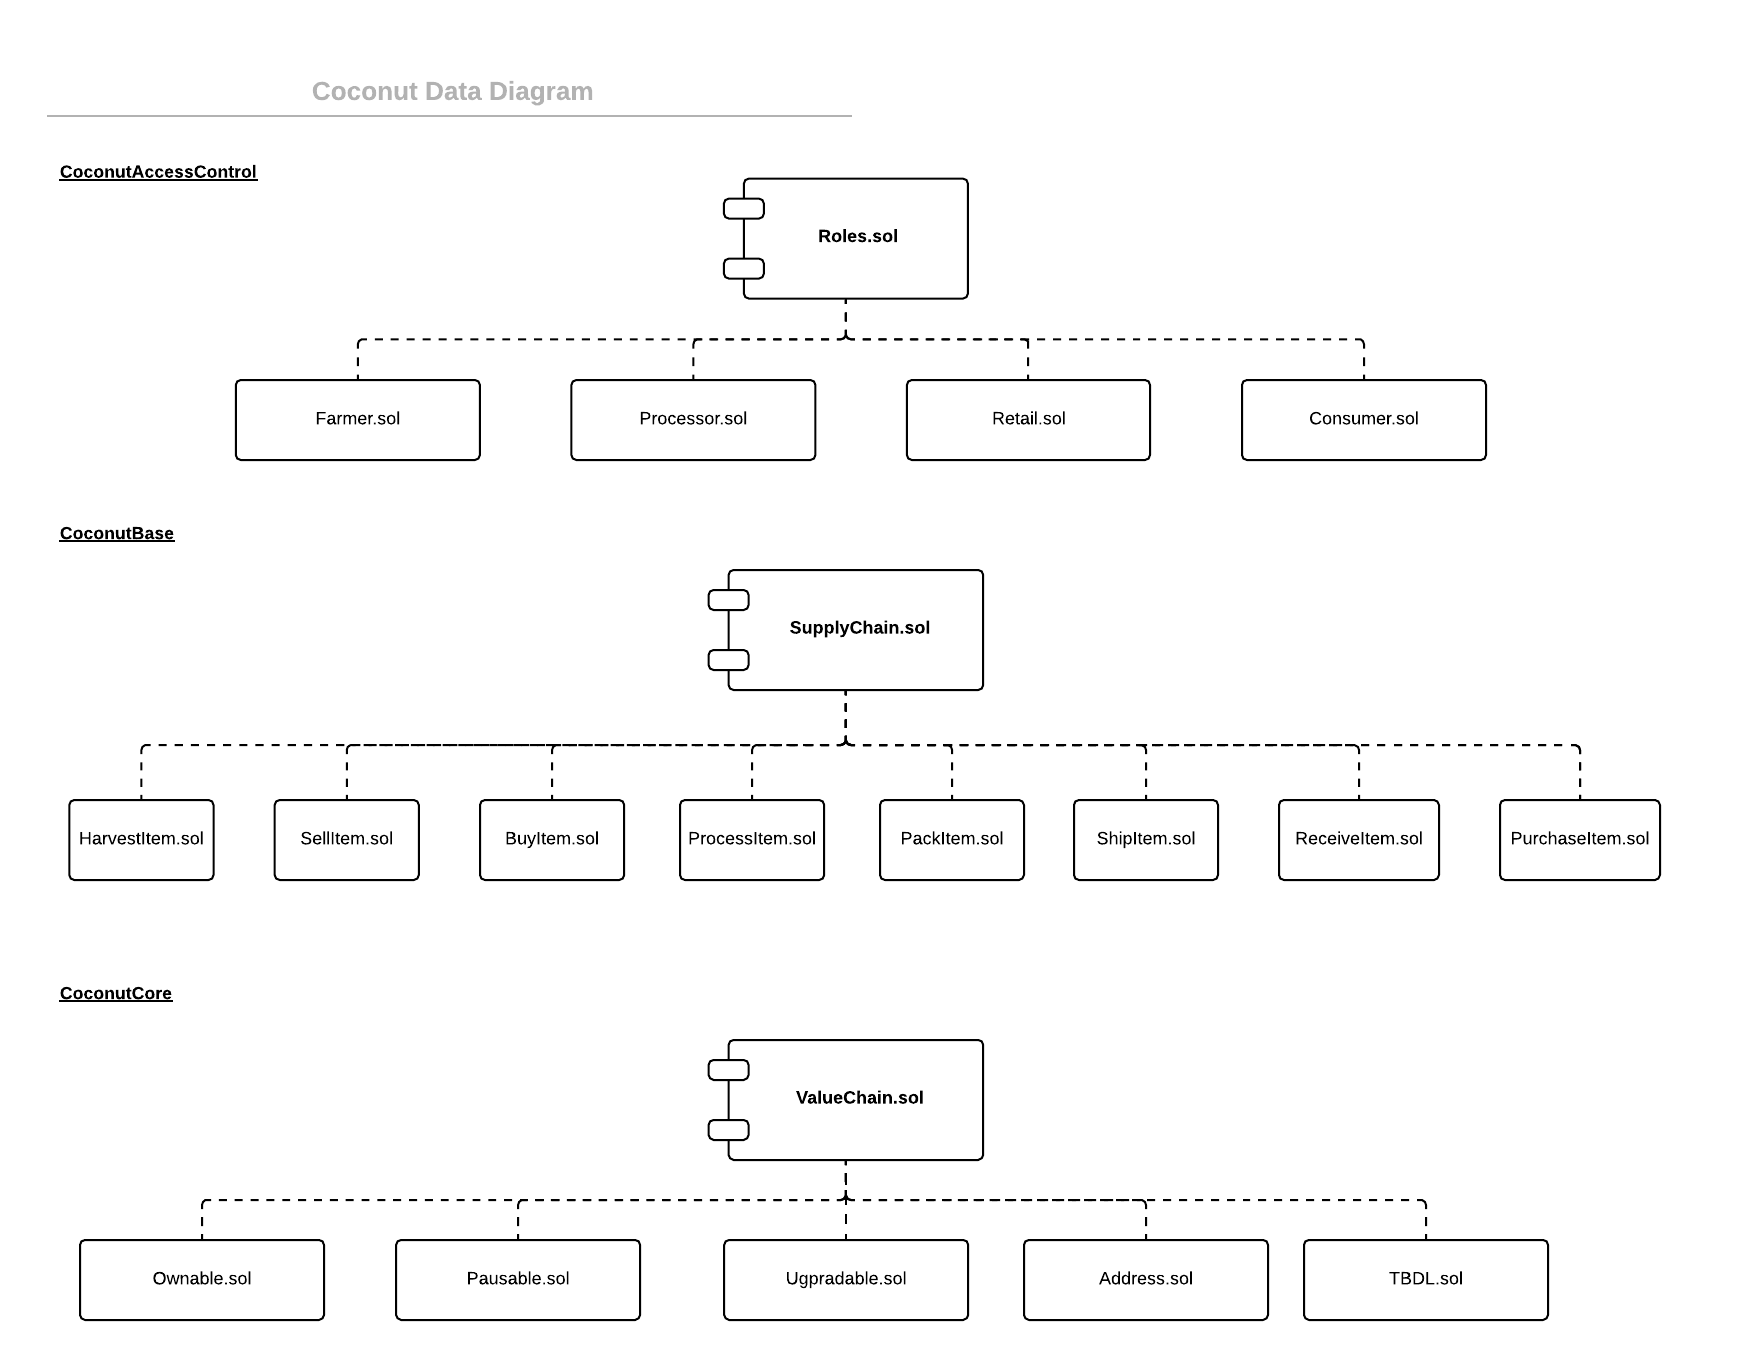 Coconut Data Diagram
CoconutAccessControl
Roles.sol
Farmer.sol
Processor.sol
Retail.sol
Consumer.sol
CoconutBase
SupplyChain.sol
HarvestItem.sol
SellItem.sol
BuyItem.sol
ProcessItem.sol
PackItem.sol
ShipItem.sol
ReceiveItem.sol
PurchaseItem.sol
CoconutCore
ValueChain.sol
Ownable.sol
Pausable.sol
Ugpradable.sol
Address.sol
TBDL.sol